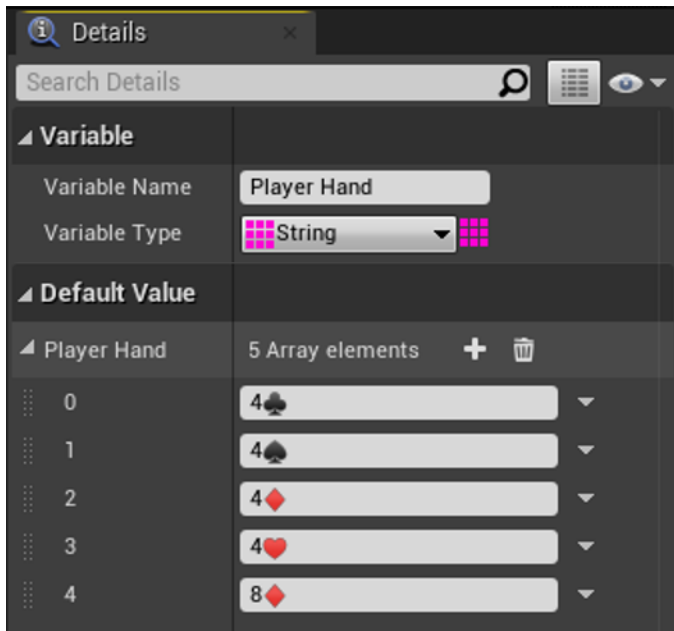 Details
Search Details
Variable
Variable Name Player Hand
Variable Type String
Default Value
Player Hand 5 Array elements
0 4♣
1 4♠
2 4♦
3 4♥
4 8♦